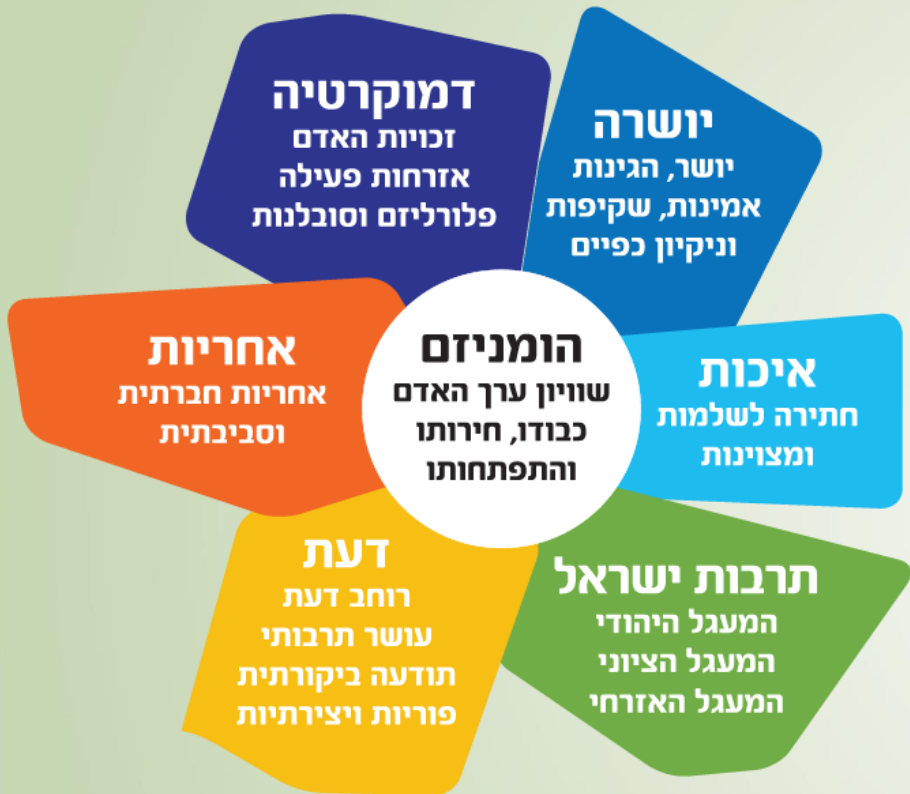 יושרה
יושר, הגינות
אמינות, שקיפות
וניקיון כפיים
דמוקרטיה
זכויות האדם
אזרחות פעילה
פלורליזם וסובלנות
איכות
חתירה לשלמות
ומצוינות
הומניזם
שוויון ערך האדם
כבודו, חירותו
והתפתחותו
אחריות
אחריות חברתית
וסביבתית
תרבות ישראל
המעגל היהודי
המעגל הציוני
המעגל האזרחי
דעת
רוחב דעת
עושר תרבותי
תודעה ביקורתית
פוריות ויצירתיות